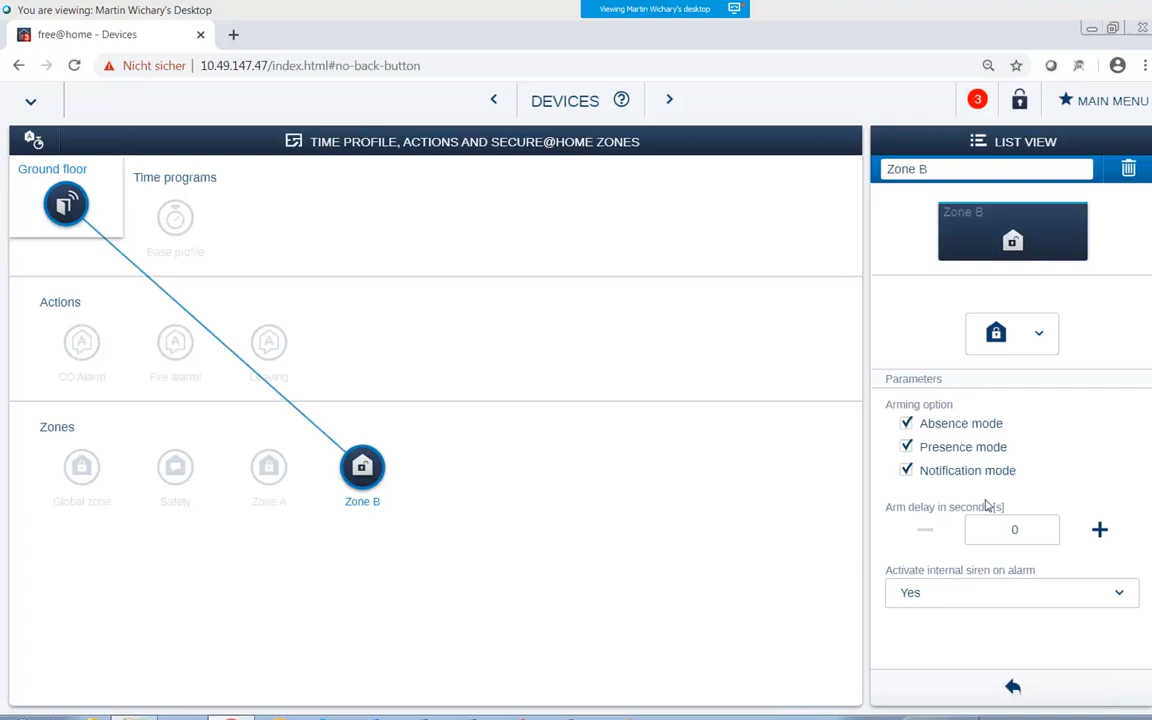 You are viewing: Martin Wichary's Desktop
Viewing Martin Wichary's desktop
free@home - Devices
Nicht sicher
10.49.147.47/index.html#no-back-button
DEVICES
3
MAIN MENU
TIME PROFILE, ACTIONS AND SECURE@HOME ZONES
LIST VIEW
Ground floor
Time programs
Base profile
Zone B
Zone B
Actions
CO Alarm
Fire alarm!
Leaving
Parameters
Arming option
Absence mode
Presence mode
Notification mode
Zones
Global zone
Safety
Zone A
Zone B
Arm delay in seconds [s]
0
Activate internal siren on alarm
Yes